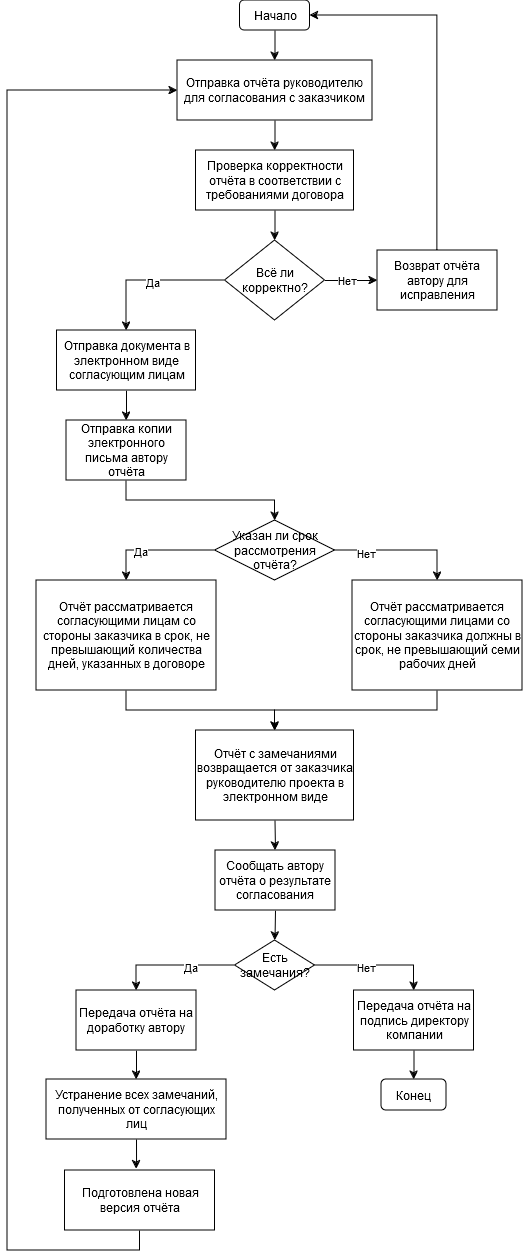 Начало
Отправка отчёта руководителю
для согласования с заказчиком
Проверка корректности
отчёта в соответствии с
требованиями договора
Всё ли
корректно?
Да
Нет
Возврат отчёта
автору для
исправления
Отправка документа в
электронном виде
согласующим лицам
Отправка копии
электронного
письма автору
отчёта
Указан ли срок
рассмотрения
отчёта?
Да
Нет
Отчёт рассматривается
согласующими лицам со
стороны заказчика в срок, не
превышающий количества
дней, указанных в договоре
Отчёт рассматривается
согласующими лицами со
стороны заказчика должны в
срок, не превышающий семи
рабочих дней
Отчёт с замечаниями
возвращается от заказчика
руководителю проекта в
электронном виде
Сообщать автору
отчёта о результате
согласования
Есть
замечания?
Да
Нет
Передача отчёта на
доработку автору
Передача отчёта на
подпись директору
компании
Устранение всех замечаний,
полученных от согласующих
лиц
Конец
Подготовлена новая
версия отчёта